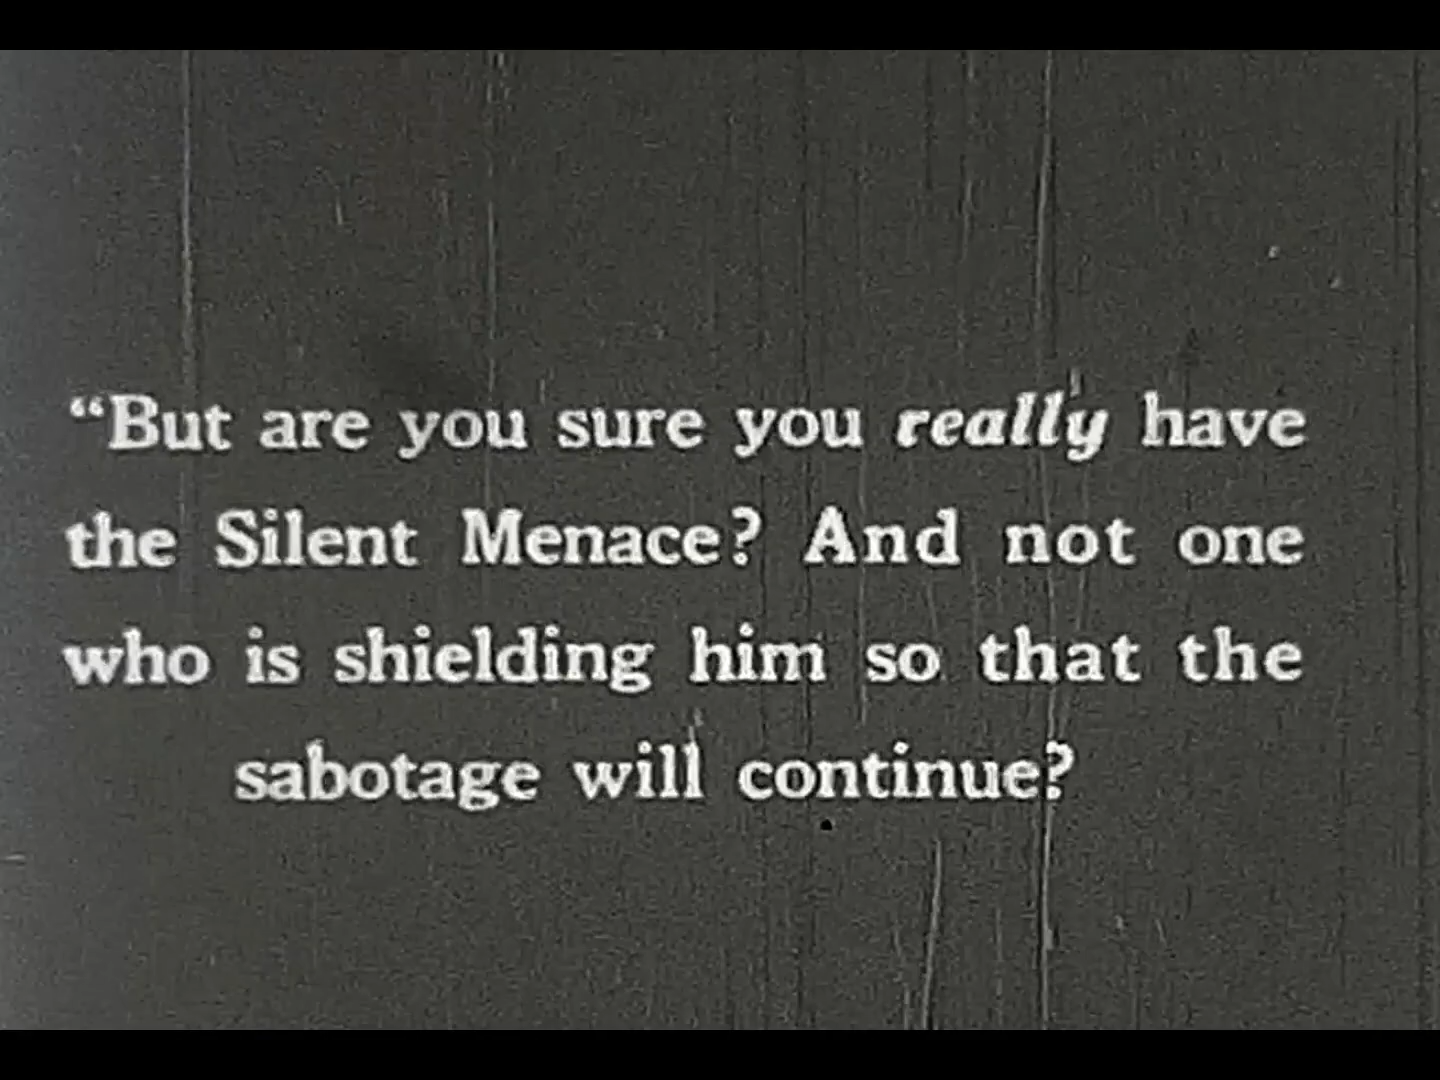 “But are you sure you really have
the Silent Menace? And not one
who is shielding him so that the
sabotage will continue?